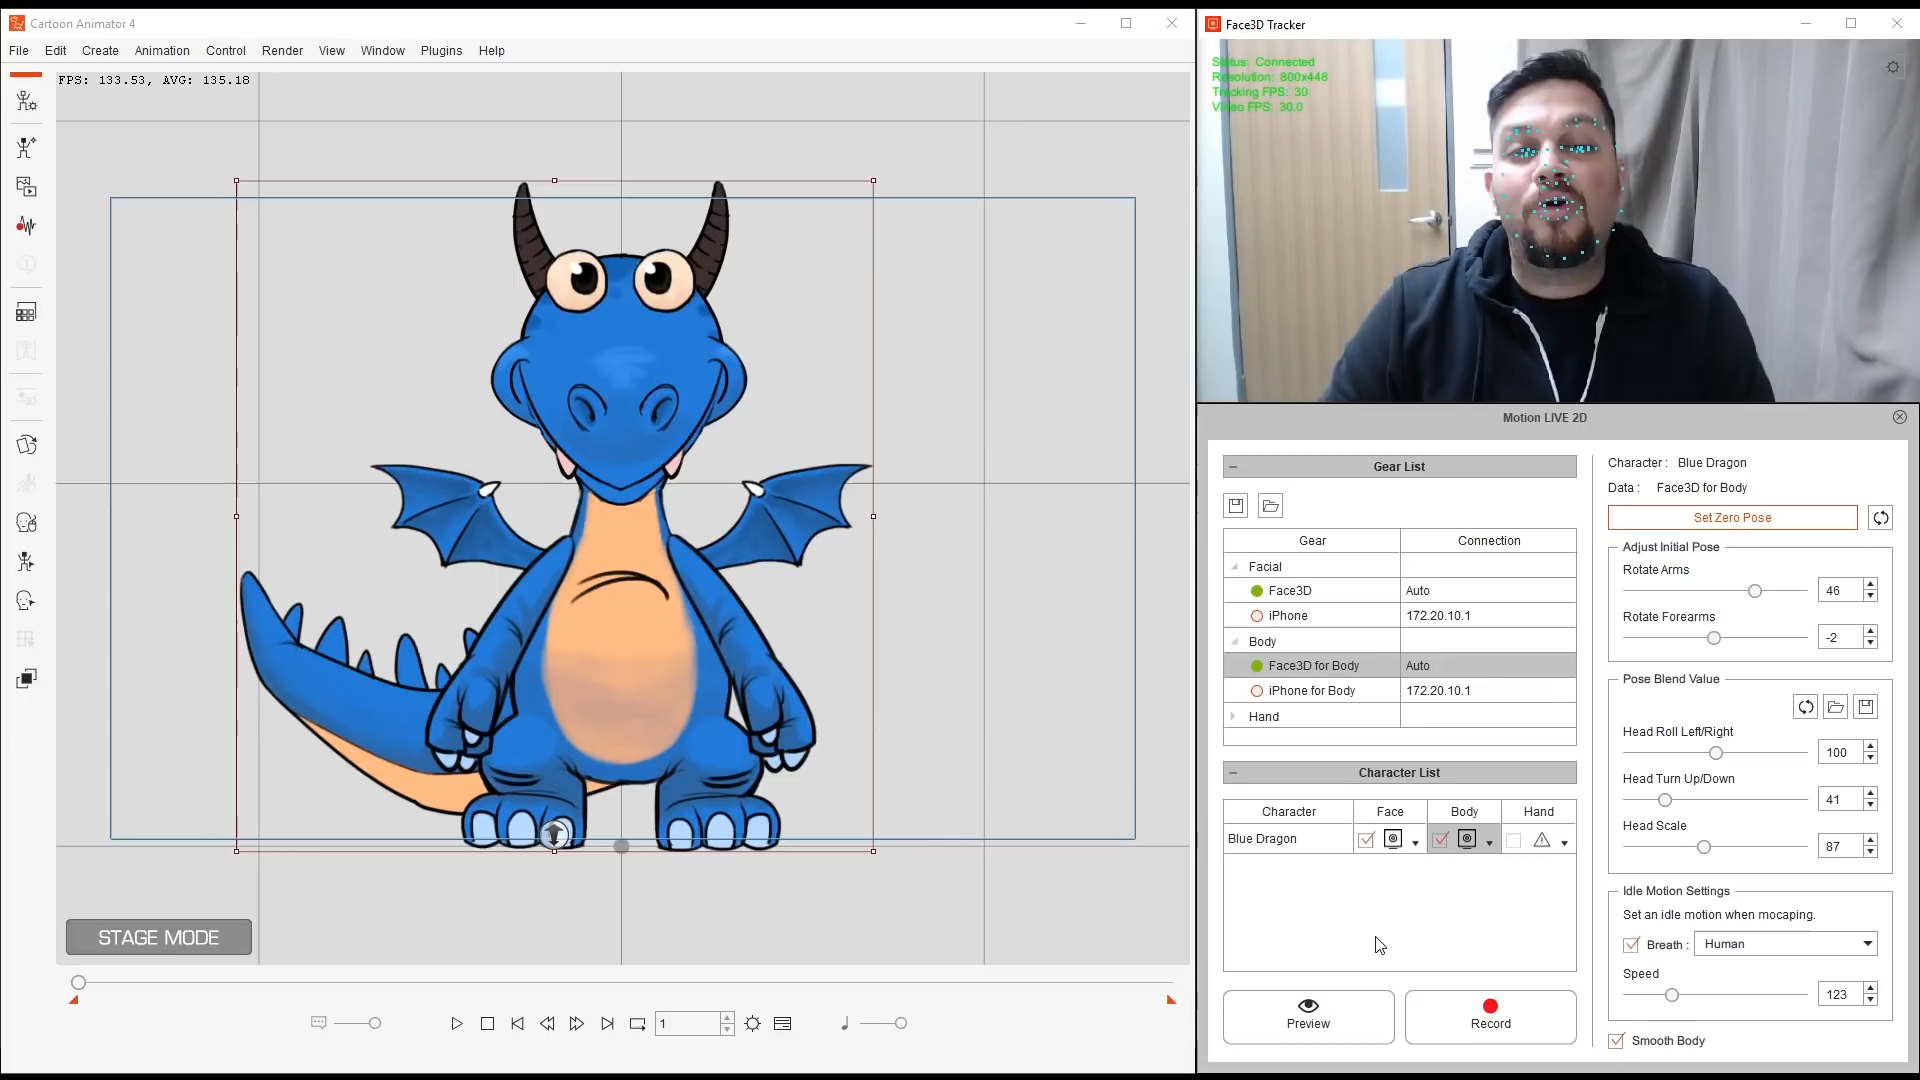 Cartoon Animator 4
File Edit Create Animation Control Render View Window Plugins Help
FPS: 133.53, AVG: 135.18
STAGE MODE
1
Face3D Tracker
Status: Connected
Resolution: 800x448
Tracking FPS: 30
Video FPS: 30.0
Motion LIVE 2D
Gear List
Gear Connection
Facial
Face3D Auto
iPhone 172.20.10.1
Body
Face3D for Body Auto
iPhone for Body 172.20.10.1
Hand
Character List
Character Face Body Hand
Blue Dragon
Preview
Record
Character : Blue Dragon
Data : Face3D for Body
Set Zero Pose
Adjust Initial Pose
Rotate Arms
46
Rotate Forearms
-2
Pose Blend Value
Head Roll Left/Right
100
Head Turn Up/Down
41
Head Scale
87
Idle Motion Settings
Set an idle motion when mocaping.
Breath : Human
Speed
123
Smooth Body